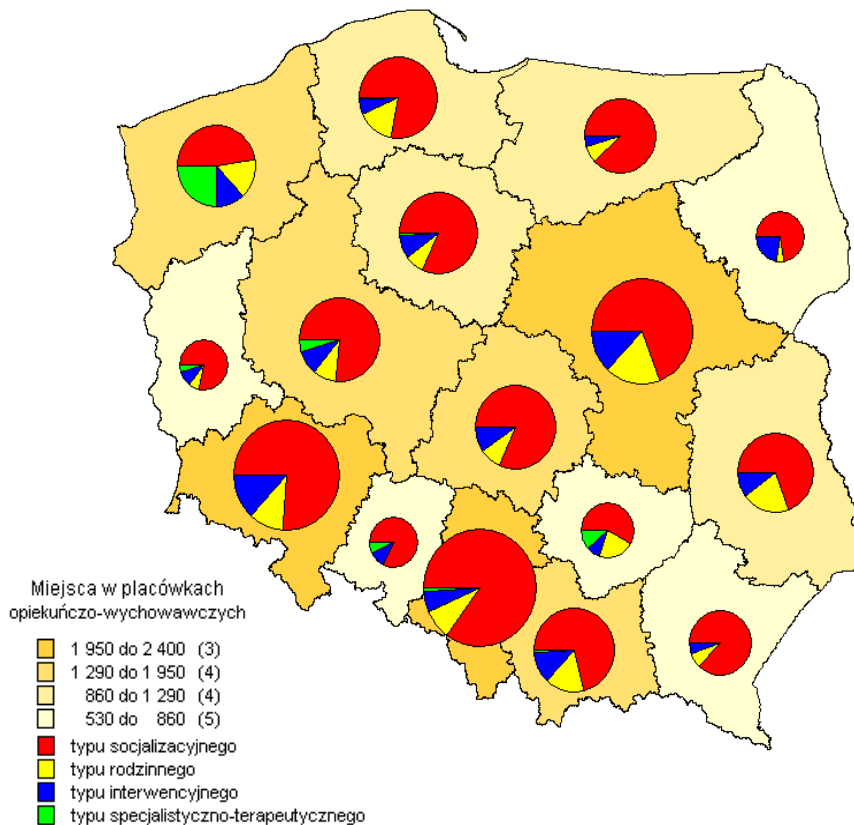 Miejsca w placówkach
opiekuńczo-wychowawczych
1 950 do 2 400 (3)
1 290 do 1 950 (4)
860 do 1 290 (4)
530 do 860 (5)
typu socjalizacyjnego
typu rodzinnego
typu interwencyjnego
typu specjalistyczno-terapeutycznego